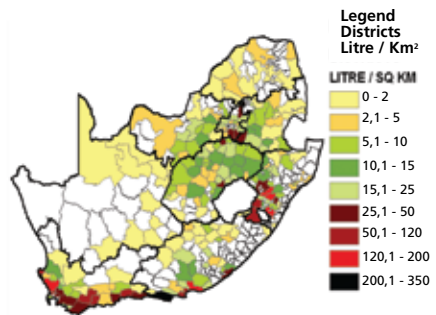 Legend
Districts
Litre / Km²
LITRE / SQ KM
0 - 2
2,1 - 5
5,1 - 10
10,1 - 15
15,1 - 25
25,1 - 50
50,1 - 120
120,1 - 200
200,1 - 350